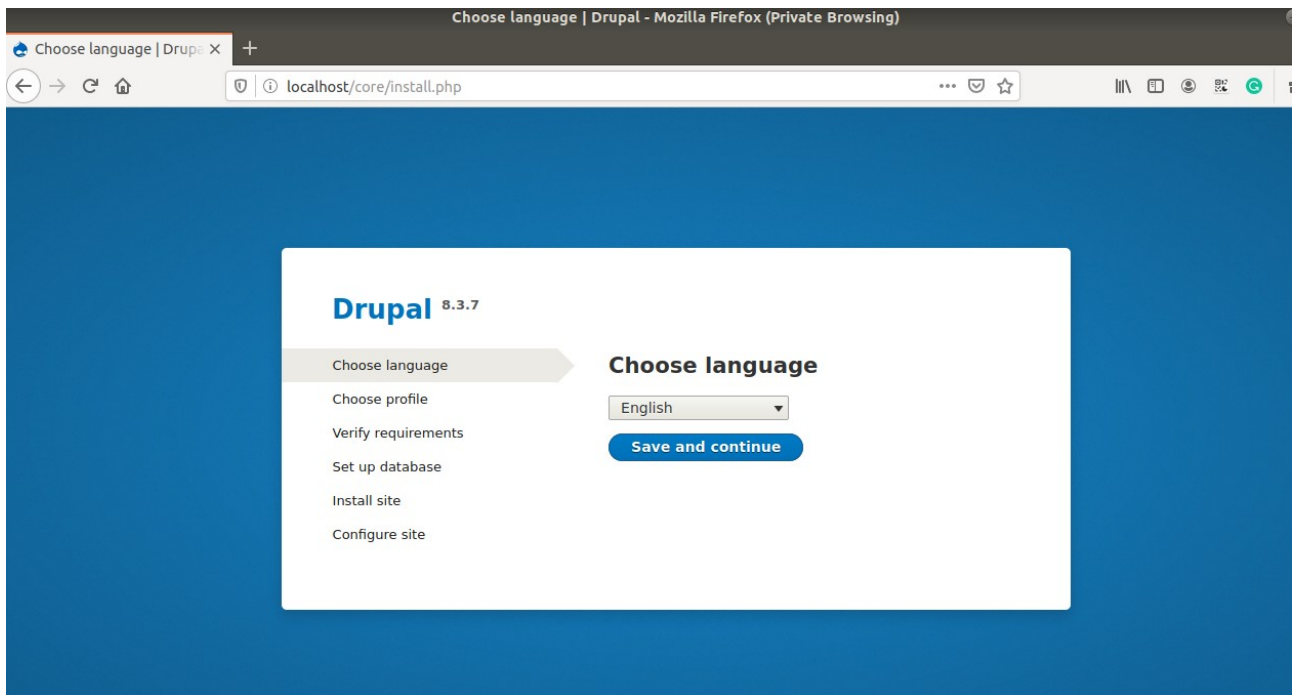 Choose language | Drupal - Mozilla Firefox (Private Browsing)
Choose language | Drupa
localhost/core/install.php
Drupal 8.3.7
Choose language
Choose profile
Verify requirements
Set up database
Install site
Configure site
Choose language
English
Save and continue